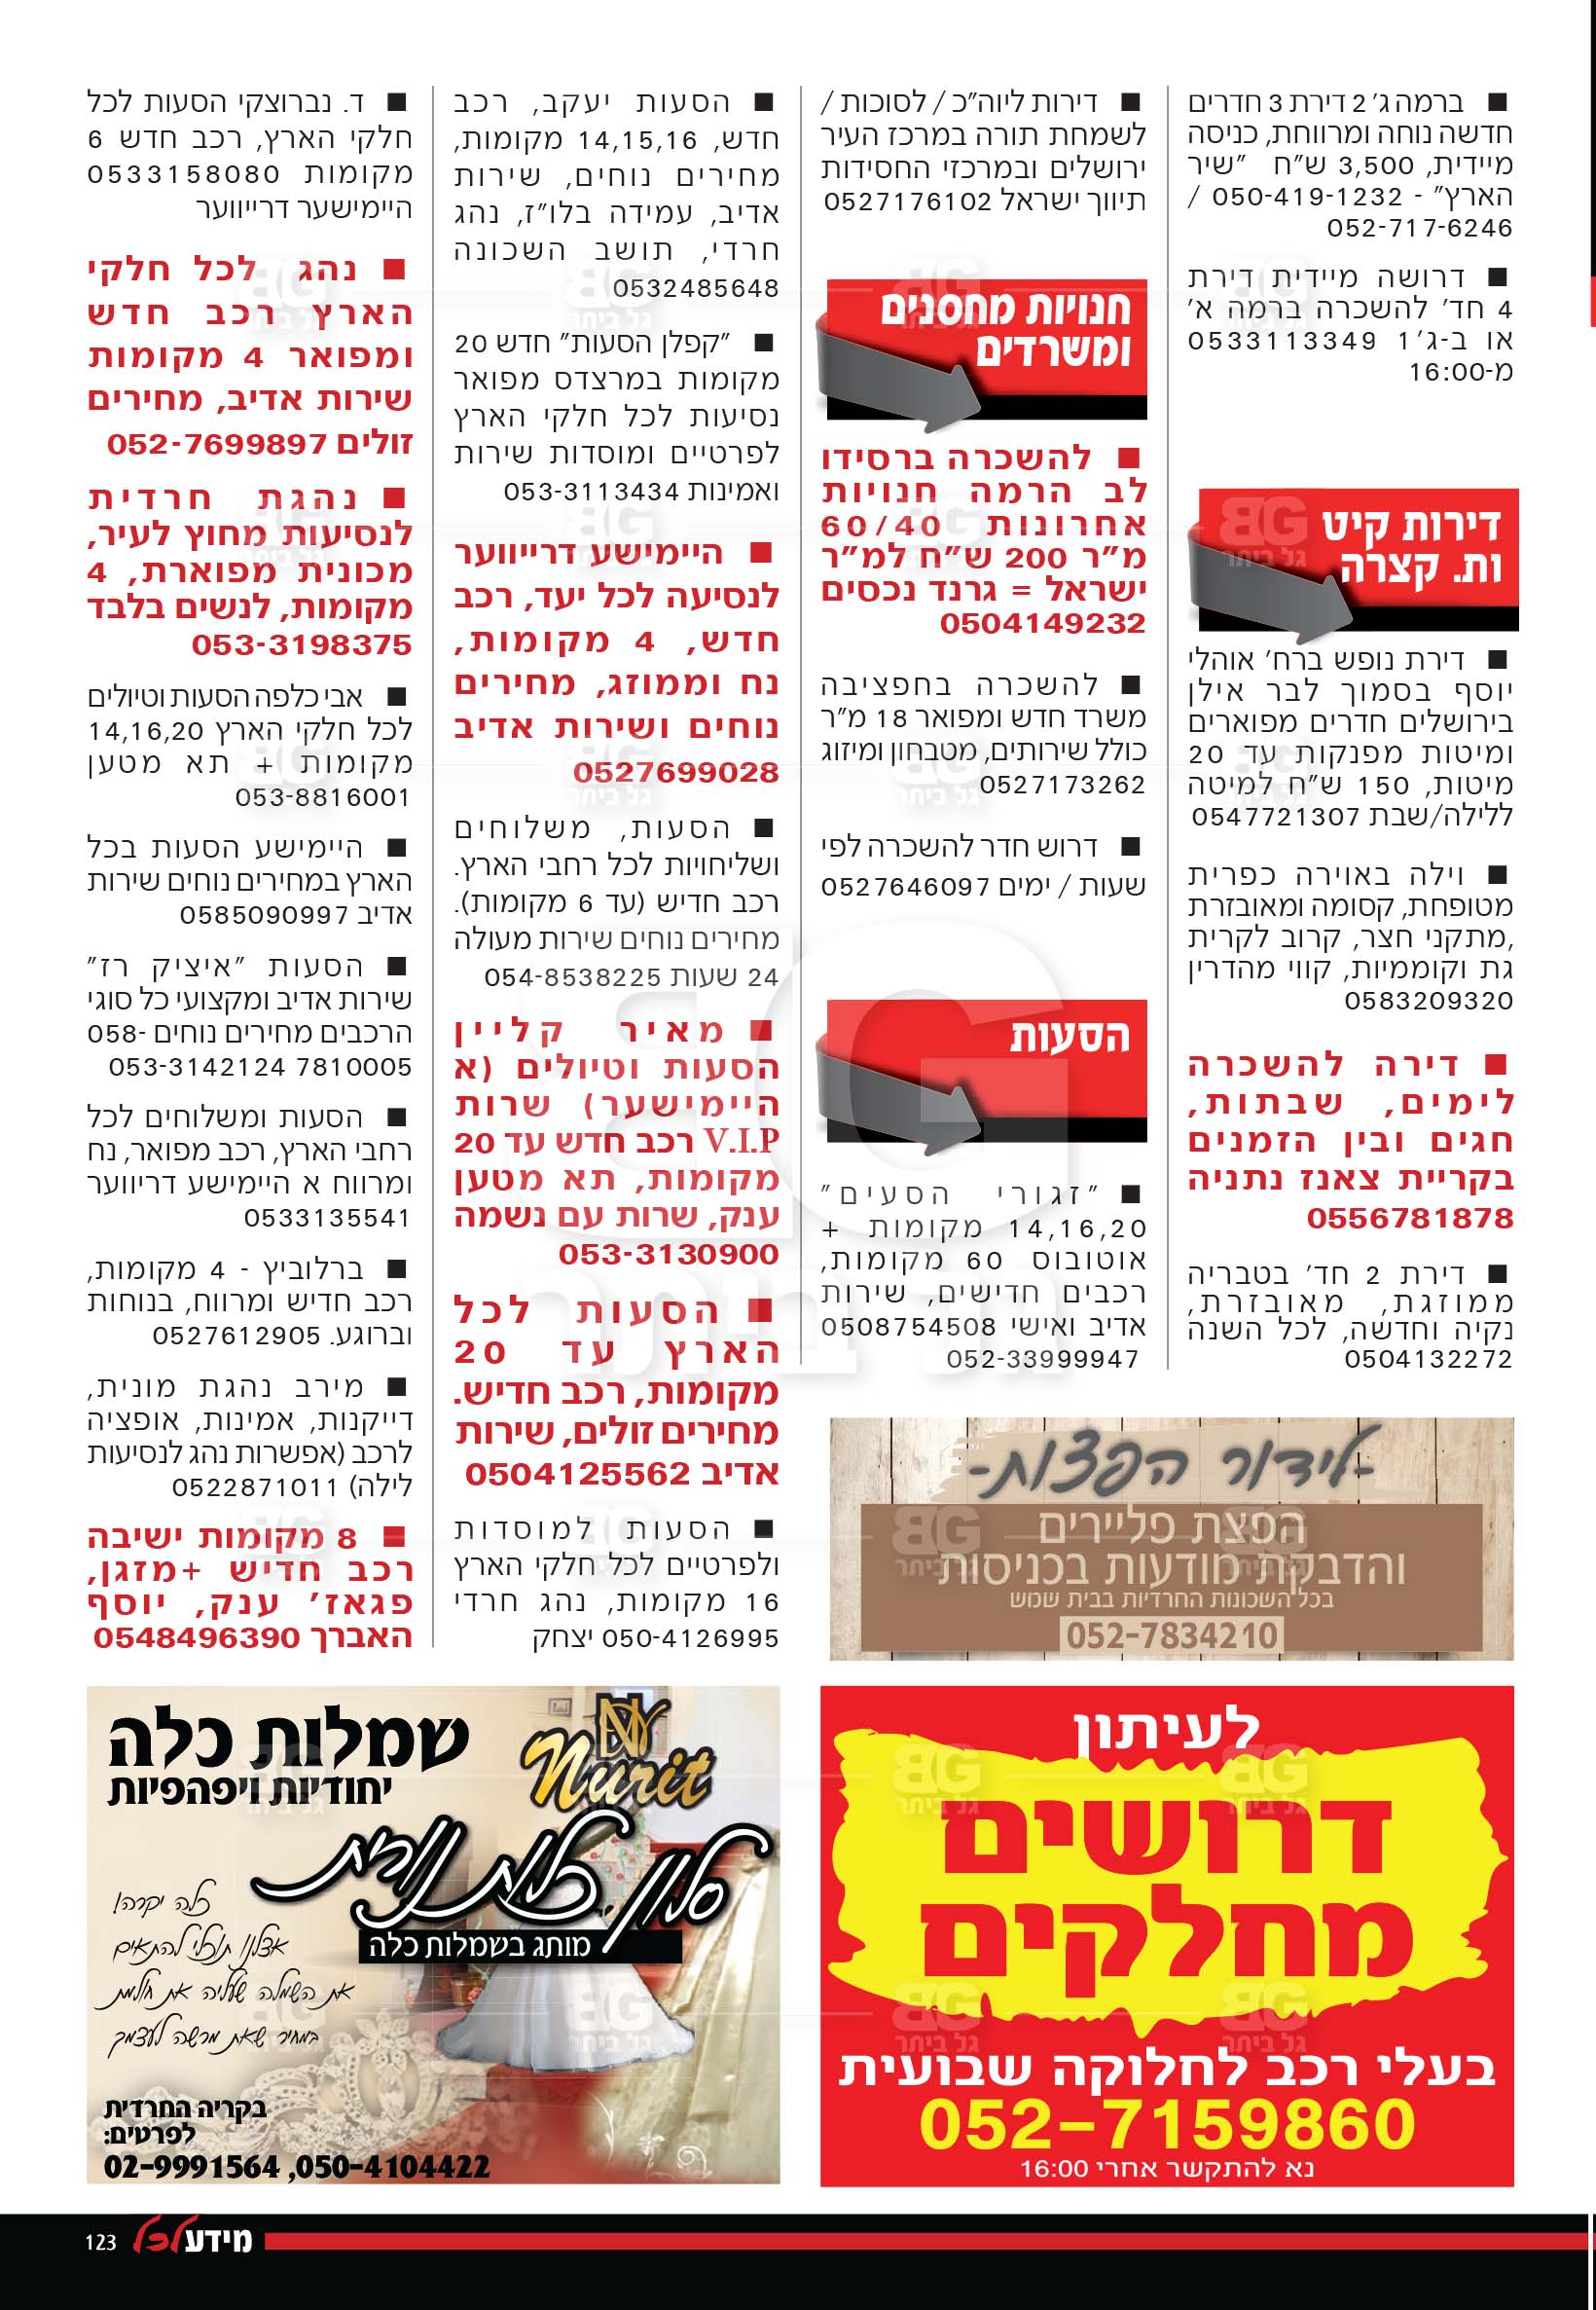 ■ ברמה ג' 2 דירת 3 חדרים
חדשה נוחה ומרווחת, כניסה
מיידית, 3,500 ש"ח "שיר
הארץ" - 050-419-1232 /
052-717-6246
■ דרושה מיידית דירת
4 חד' להשכרה ברמה א'
או ב-ג'1 0533113349
מ-16:00
דירות קיט
ות. קצרה
■ דירת נופש ברח' אוהלי
יוסף בסמוך לבר אילן
בירושלים חדרים מפוארים
ומיטות מפנקות עד 20
מיטות, 150 ש"ח למיטה
ללילה/שבת 0547721307
■ וילה באוירה כפרית
מטופחת, קסומה ומאובזרת
,מתקני חצר, קרוב לקרית
גת וקוממיות, קווי מהדרין
0583209320
■ דירה להשכרה
לימים, שבתות,
חגים ובין הזמנים
בקריית צאנז נתניה
0556781878
■ דירת 2 חד' בטבריה
ממוזגת, מאובזרת,
נקיה וחדשה, לכל השנה
0504132272
■ דירות ליוה"כ / לסוכות /
לשמחת תורה במרכז העיר
ירושלים ובמרכזי החסידות
תיווך ישראל 0527176102
חנויות מחסנים
ומשרדים
■ להשכרה ברסידו
לב הרמה חנויות
אחרונות 60/40
מ"ר 200 ש"ח למ"ר
ישראל = גרנד נכסים
0504149232
■ להשכרה בחפציבה
משרד חדש ומפואר 18 מ"ר
כולל שירותים, מטבחון ומיזוג
0527173262
■ דרוש חדר להשכרה לפי
שעות / ימים 0527646097
הסעות
■ "זגורי הסעים"
14,16,20 מקומות +
אוטובוס 60 מקומות,
רכבים חדישים, שירות
אדיב ואישי 0508754508
052-33999947
■ הסעות יעקב, רכב
חדש, 14,15,16 מקומות,
מחירים נוחים, שירות
אדיב, עמידה בלו"ז, נהג
חרדי, תושב השכונה
0532485648
■ "קפלן הסעות" חדש 20
מקומות במרצדס מפואר
נסיעות לכל חלקי הארץ
לפרטיים ומוסדות שירות
ואמינות 053-3113434
■ היימישע דרייווער
לנסיעה לכל יעד, רכב
חדש, 4 מקומות,
נח וממוזג, מחירים
נוחים ושירות אדיב
0527699028
■ הסעות, משלוחים
ושליחויות לכל רחבי הארץ.
רכב חדיש (עד 6 מקומות).
מחירים נוחים שירות מעולה
24 שעות 054-8538225
■ מאיר קליין
הסעות וטיולים (א
היימישער) שרות
V.I.P רכב חדש עד 20
מקומות, תא מטען
ענק, שרות עם נשמה
053-3130900
■ הסעות לכל
הארץ עד 20
מקומות, רכב חדיש.
מחירים זולים, שירות
אדיב 0504125562
■ הסעות למוסדות
ולפרטיים לכל חלקי הארץ
16 מקומות, נהג חרדי
050-4126995 יצחק
■ ד. נברוצקי הסעות לכל
חלקי הארץ, רכב חדש 6
מקומות 0533158080
היימישער דרייווער
■ נהג לכל חלקי
הארץ רכב חדש
ומפואר 4 מקומות
שירות אדיב, מחירים
זולים 052-7699897
■ נהגת חרדית
לנסיעות מחוץ לעיר,
מכונית מפוארת, 4
מקומות, לנשים בלבד
053-3198375
■ אבי כלפה הסעות וטיולים
לכל חלקי הארץ 14,16,20
מקומות + תא מטען
053-8816001
■ היימישע הסעות בכל
הארץ במחירים נוחים שירות
אדיב 0585090997
■ הסעות "איציק רז"
שירות אדיב ומקצועי כל סוגי
הרכבים מחירים נוחים 058-
7810005 053-3142124
■ הסעות ומשלוחים לכל
רחבי הארץ, רכב מפואר, נח
ומרווח א היימישע דריווער
0533135541
■ ברלוביץ - 4 מקומות,
רכב חדיש ומרווח, בנוחות
וברוגע. 0527612905
■ מירב נהגת מונית,
דייקנות, אמינות, אופציה
לרכב (אפשרות נהג לנסיעות
לילה) 0522871011
■ 8 מקומות ישיבה
רכב חדיש +מזגן,
פגאז' ענק, יוסף
האברך 0548496390
-לידור הפצות-
הפצת פליירים
והדבקת מודעות בכניסות
בכל השכונות החרדיות בבית שמש
052-7834210
לעיתון
דרושים
מחלקים
בעלי רכב לחלוקה שבועית
052-7159860
נא להתקשר אחרי 16:00
שמלות כלה
יחודיות ויפהפיות
Nurit
סלון כלות נורית
מותג בשמלות כלה
כלה יקרה!
אצלנו תוכלי להתאים
את השמלה שעליה את חולמת
במחיר שאת מרשה לעצמך
בקריה החרדית
לפרטים:
02-9991564 ,050-4104422
BG
גל ביתר
מידע לכל
123